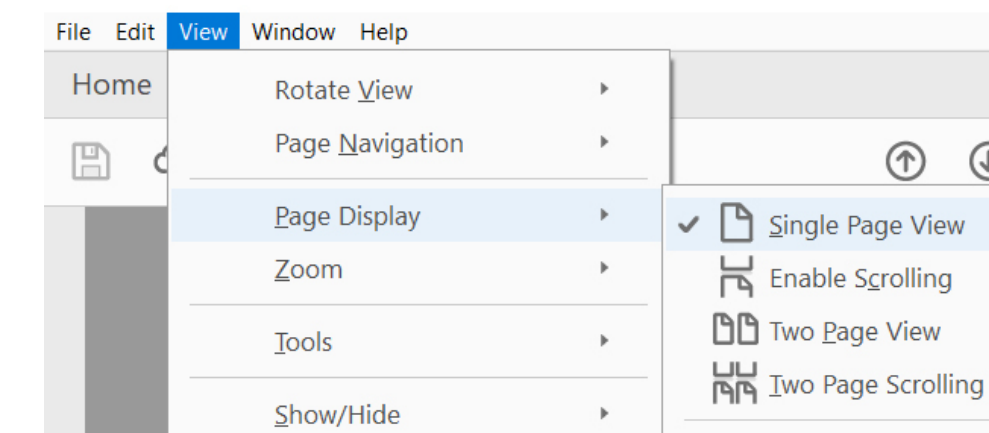 File Edit View Window Help
Home
Rotate View
Page Navigation
Page Display
Zoom
Tools
Show/Hide
Single Page View
Enable Scrolling
Two Page View
Two Page Scrolling